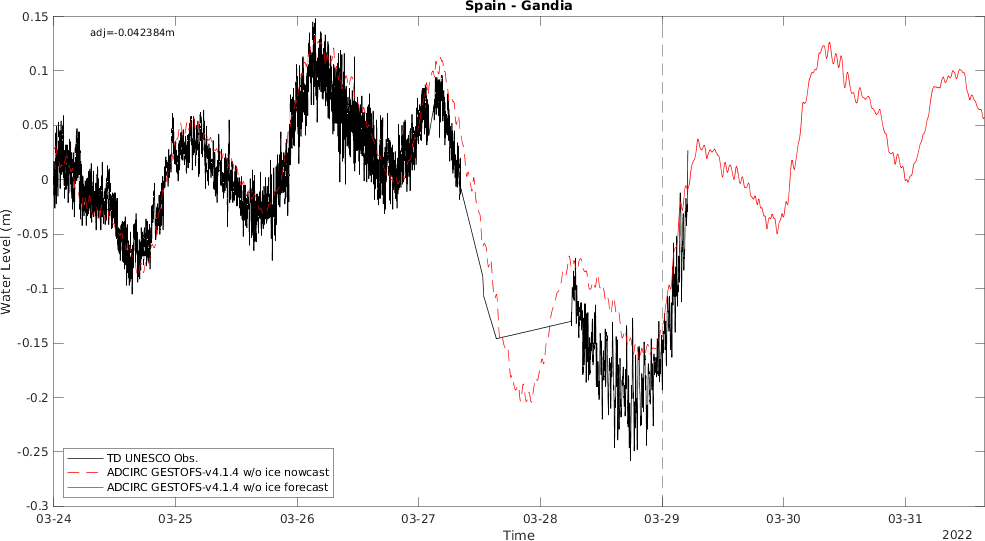 Spain - Gandia
adj=-0.042384m
0.15
0.1
0.05
0
-0.05
-0.1
-0.15
-0.2
-0.25
-0.3
Water Level (m)
TD UNESCO Obs.
ADCIRC GESTOFS-v4.1.4 w/o ice nowcast
ADCIRC GESTOFS-v4.1.4 w/o ice forecast
03-24 03-25 03-26 03-27 03-28 03-29 03-30 03-31
Time
2022